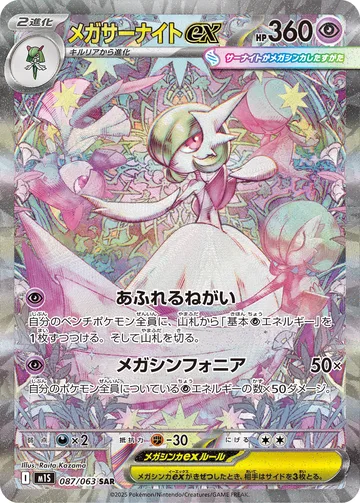 2進化
メガサーナイトex
HP360
キルリアから進化
サーナイトがメガシンカしたすがた
あふれるねがい
自分のベンチポケモン全員に、山札から「基本エネルギー」を
1枚ずつつける。そして山札を切る。
メガシンフォニア 50×
自分のポケモン全員についているエネルギーの数×50ダメージ。
弱点 ×2 抵抗力 -30 にげる
Illus. Raita Kazama
I m1S 087/063 SAR
メガシンカexルール
メガシンカexがきぜつしたとき、相手はサイドを3枚とる。
©2025 Pokémon/Nintendo/Creatures/GAME FREAK.